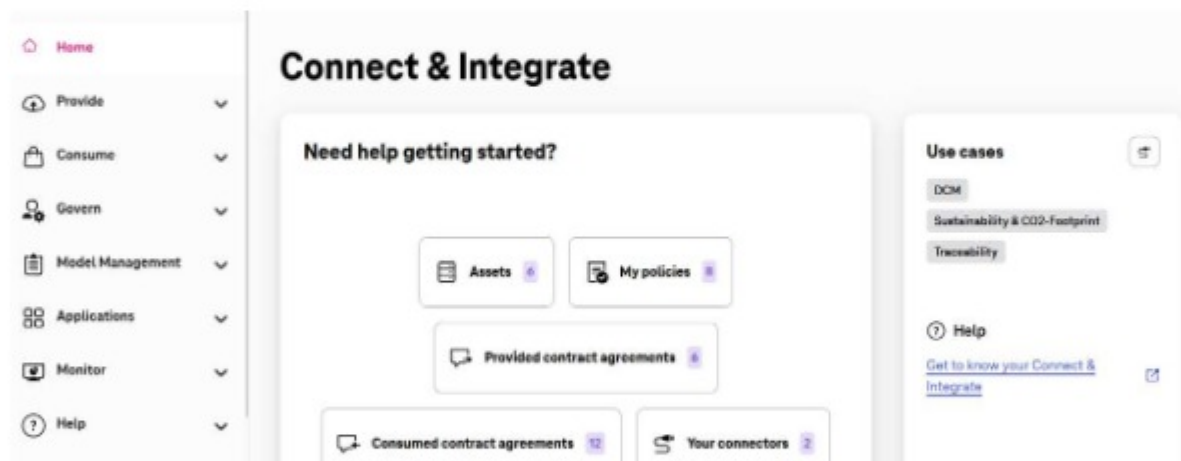 Home
Provide
Consume
Govern
Model Management
Applications
Monitor
Help
Connect & Integrate
Need help getting started?
Assets 6
My policies 8
Provided contract agreements 6
Consumed contract agreements 12
Your connectors 2
Use cases
DCM
Sustainability & CO2-Footprint
Traceability
Help
Get to know your Connect &
Integrate